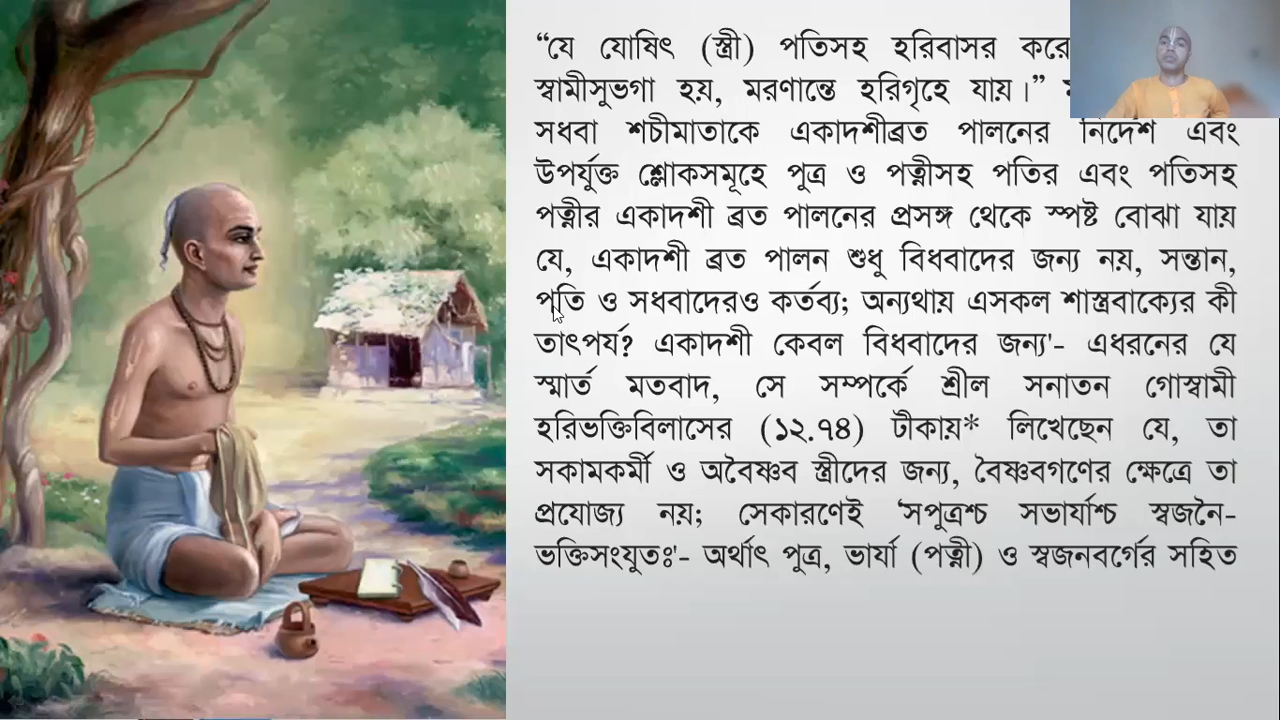 “যে যোষিৎ (স্ত্রী) পতিসহ হরিবাসর করে
স্বামীসুভগা হয়, মরণান্তে হরিগৃহে যায়।”
সধবা শচীমাতাকে একাদশীব্রত পালনের নির্দেশ এবং
উপর্যুক্ত শ্লোকসমূহে পুত্র ও পত্নীসহ পতির এবং পতিসহ
পত্নীর একাদশী ব্রত পালনের প্রসঙ্গ থেকে স্পষ্ট বোঝা যায়
যে, একাদশী ব্রত পালন শুধু বিধবাদের জন্য নয়, সন্তান,
পতি ও সধবাদেরও কর্তব্য; অন্যথায় এসকল শাস্ত্রবাক্যের কী
তাৎপর্য? একাদশী কেবল বিধবাদের জন্য'- এধরনের যে
স্মার্ত মতবাদ, সে সম্পর্কে শ্রীল সনাতন গোস্বামী
হরিভক্তিবিলাসের (১২.৭৪) টীকায়* লিখেছেন যে, তা
সকামকর্মী ও অবৈষ্ণব স্ত্রীদের জন্য, বৈষ্ণবগণের ক্ষেত্রে তা
প্রযোজ্য নয়; সেকারণেই ‘সপুত্রশ্চ সভার্যাশ্চ স্বজনৈ-
ভক্তিসংযুতঃ'- অর্থাৎ পুত্র, ভার্যা (পত্নী) ও স্বজনবর্গের সহিত